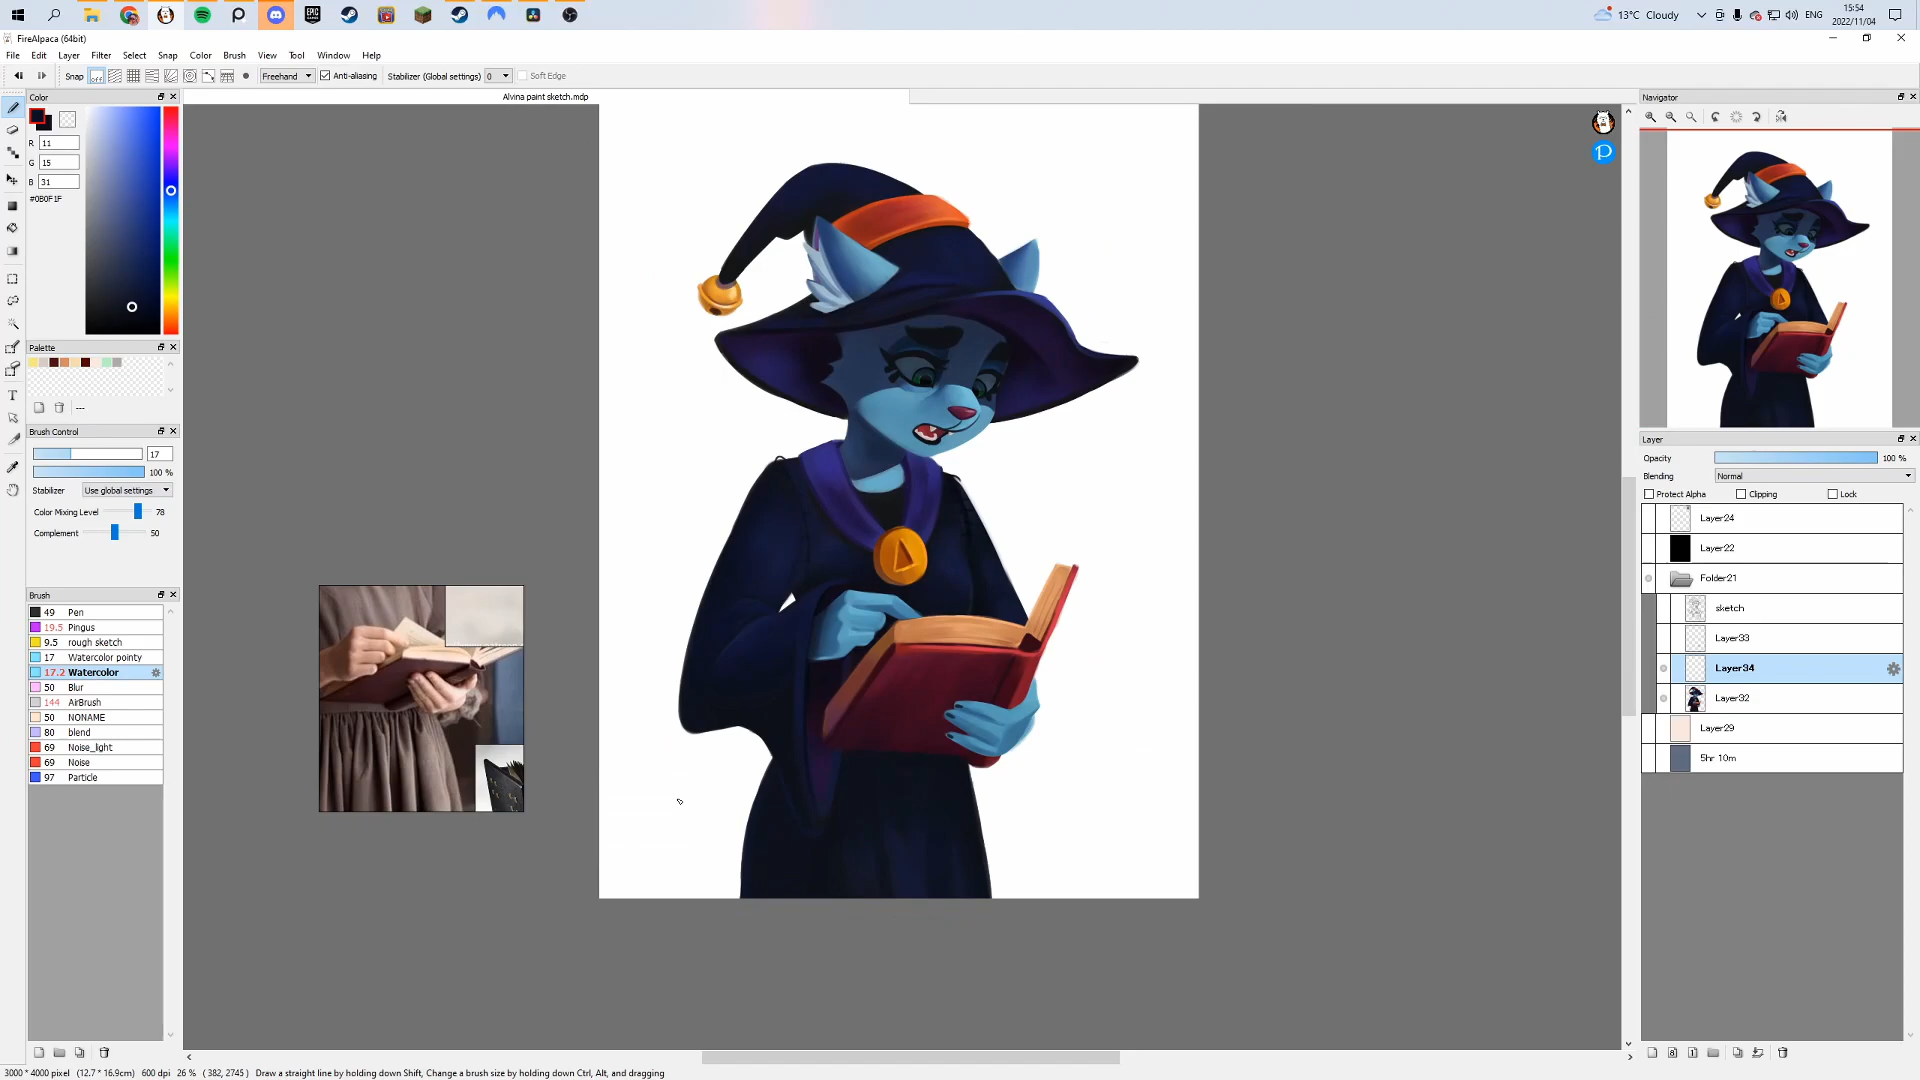 13°C Cloudy
ENG
15:54
2022/11/04
FireAlpaca (64bit)
File Edit Layer Filter Select Snap Color Brush View Tool Window Help
Snap off Freehand Anti-aliasing Stabilizer (Global settings) 0 Soft Edge
Color
Alvina paint sketch.mdp
Navigator
R 11
G 15
B 31
#0B0F1F
Palette
---
Brush Control
17
100 %
Stabilizer Use global settings
Color Mixing Level 78
Complement 50
Brush
49 Pen
19.5 Pingus
9.5 rough sketch
17 Watercolor pointy
17.2 Watercolor
50 Blur
144 AirBrush
50 NONAME
80 blend
69 Noise_light
69 Noise
97 Particle
Layer
Opacity 100 %
Blending Normal
Protect Alpha Clipping Lock
Layer24
Layer22
Folder21
sketch
Layer33
Layer34
Layer32
Layer29
5hr 10m
3000 * 4000 pixel (12.7 * 16.9cm) 600 dpi 26 % ( 382, 2745 ) Draw a straight line by holding down Shift, Change a brush size by holding down Ctrl, Alt, and dragging